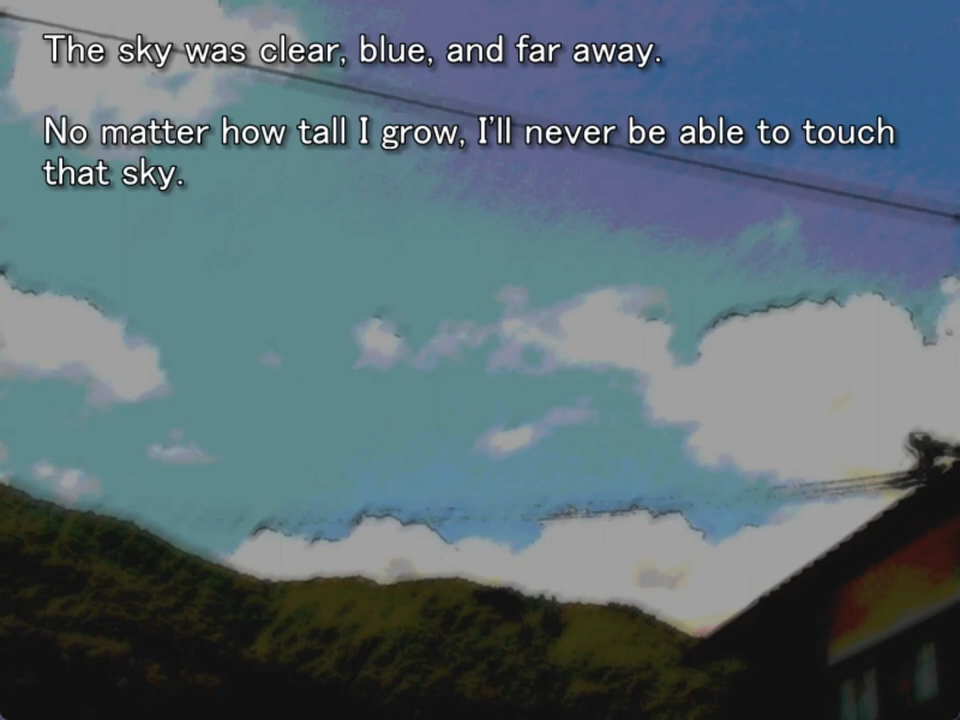 The sky was clear, blue, and far away.
No matter how tall I grow, I'll never be able to touch
that sky.